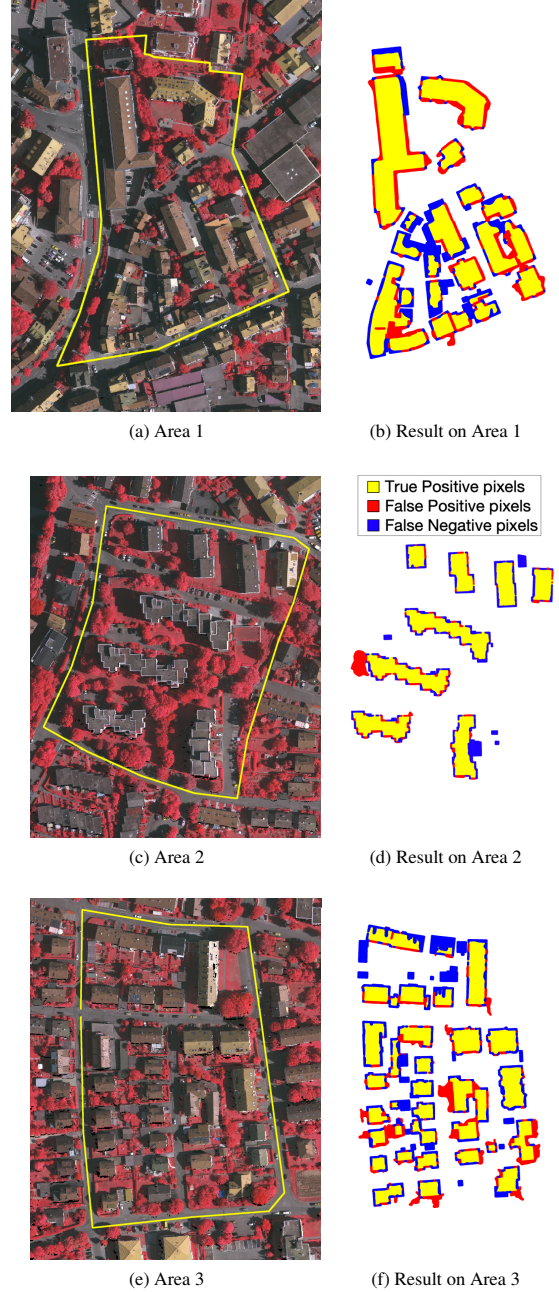 (a) Area 1
(b) Result on Area 1
True Positive pixels
False Positive pixels
False Negative pixels
(c) Area 2
(d) Result on Area 2
(e) Area 3
(f) Result on Area 3